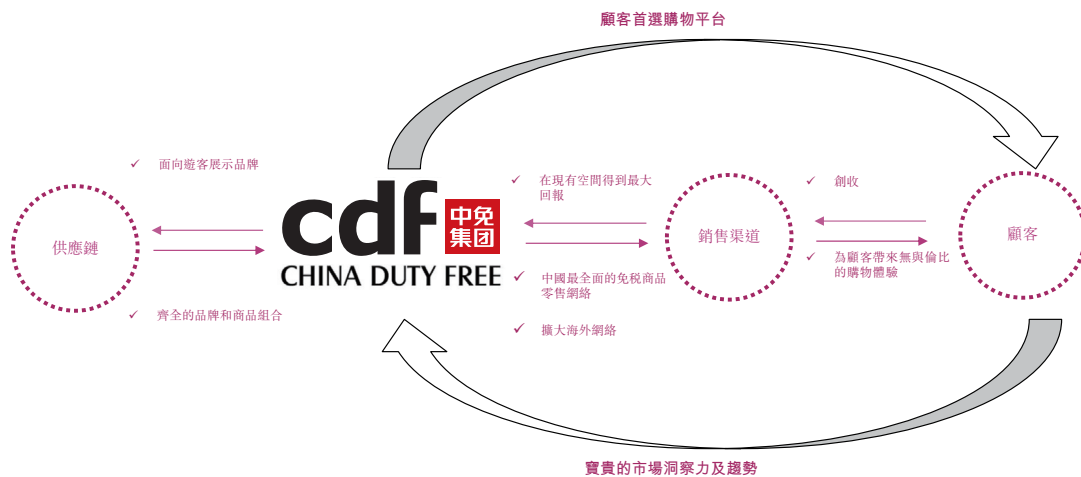 顧客首選購物平台
✓ 面向遊客展示品牌
✓ 在現有空間得到最大
回報
✓ 創收
供應鏈
cdf
中免
集团
CHINA DUTY FREE
銷售渠道
顧客
✓ 為顧客帶來無與倫比
的購物體驗
✓ 中國最全面的免税商品
零售網絡
✓ 齊全的品牌和商品組合
✓ 擴大海外網絡
寶貴的市場洞察力及趨勢